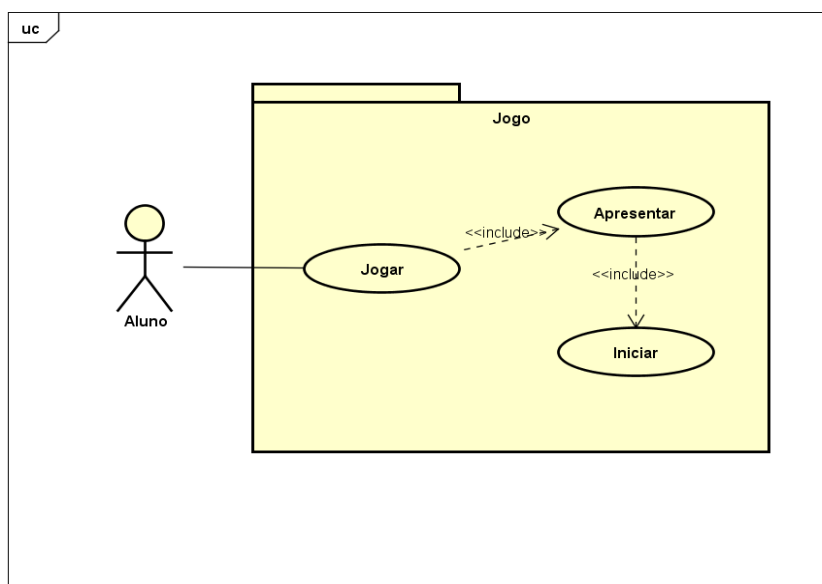 uc
Jogo
Apresentar
<<include>>
Jogar
<<include>>
Aluno
Iniciar